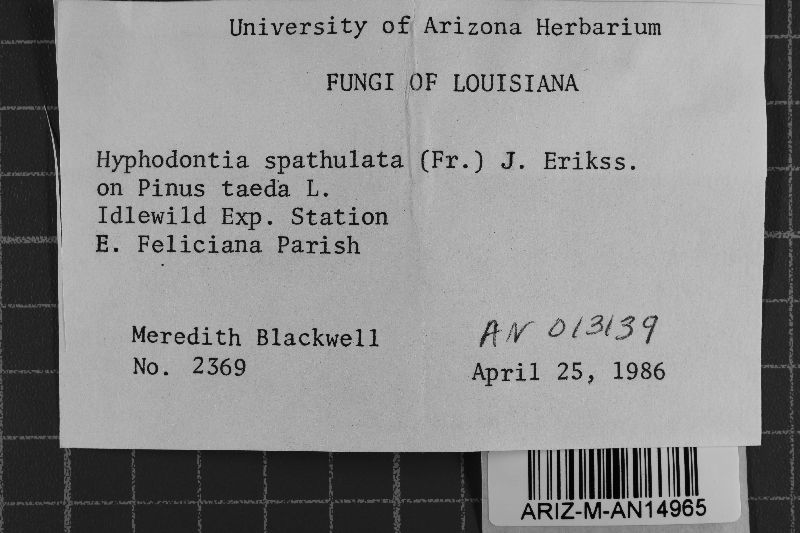 University of Arizona Herbarium
FUNGI OF LOUISIANA
Hyphodontia spathulata (Fr.) J. Erikss.
on Pinus taeda L.
Idlewild Exp. Station
E. Feliciana Parish
Meredith Blackwell
AN 013139
No. 2369
April 25, 1986
ARIZ-M-AN14965